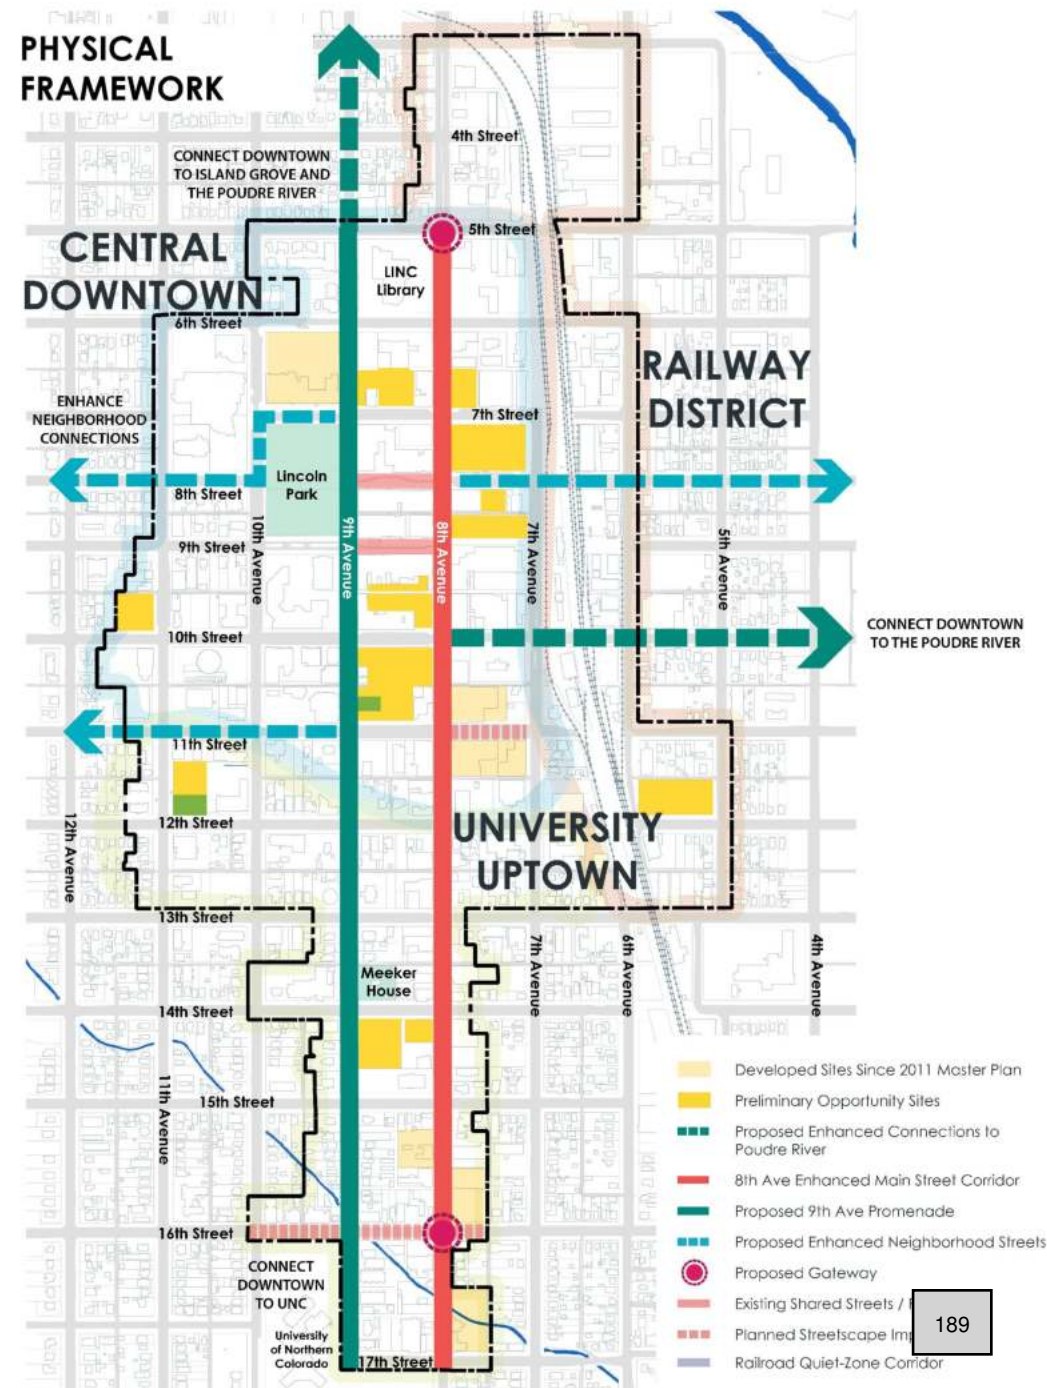 PHYSICAL
FRAMEWORK
4th Street
CONNECT DOWNTOWN
TO ISLAND GROVE AND
THE POUDRE RIVER
5th Street
CENTRAL
DOWNTOWN
LINC
Library
6th Street
RAILWAY
DISTRICT
ENHANCE
NEIGHBORHOOD
CONNECTIONS
7th Street
Lincoln
Park
8th Street
10th Avenue
9th Avenue
8th Avenue
7th Avenue
5th Avenue
9th Street
10th Street
CONNECT DOWNTOWN
TO THE POUDRE RIVER
11th Street
12th Avenue
12th Street
UNIVERSITY
UPTOWN
13th Street
7th Avenue
6th Avenue
4th Avenue
Meeker
House
14th Street
11th Avenue
15th Street
16th Street
CONNECT
DOWNTOWN
TO UNC
University
of Northern
Colorado
17th Street
Developed Sites Since 2011 Master Plan
Preliminary Opportunity Sites
Proposed Enhanced Connections to
Poudre River
8th Ave Enhanced Main Street Corridor
Proposed 9th Ave Promenade
Proposed Enhanced Neighborhood Streets
Proposed Gateway
Existing Shared Streets /
Planned Streetscape
189
Railroad Quiet-Zone Corridor